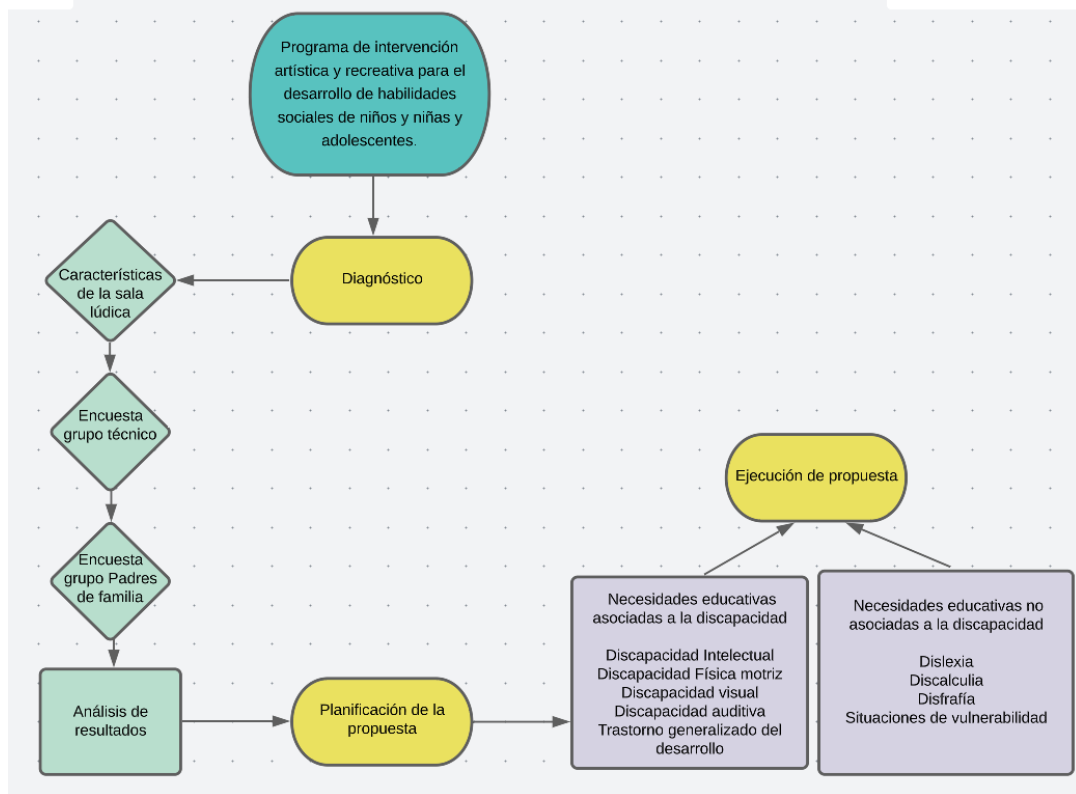 Programa de intervención
artística y recreativa para el
desarrollo de habilidades
sociales de niños y niñas y
adolescentes.
Diagnóstico
Características
de la sala
lúdica
Encuesta
grupo técnico
Encuesta
grupo Padres
de familia
Análisis de
resultados
Planificación de la
propuesta
Necesidades educativas
asociadas a la discapacidad
Discapacidad Intelectual
Discapacidad Física motriz
Discapacidad visual
Discapacidad auditiva
Trastorno generalizado del
desarrollo
Necesidades educativas no
asociadas a la discapacidad
Dislexia
Discalculia
Disfrafía
Situaciones de vulnerabilidad
Ejecución de propuesta